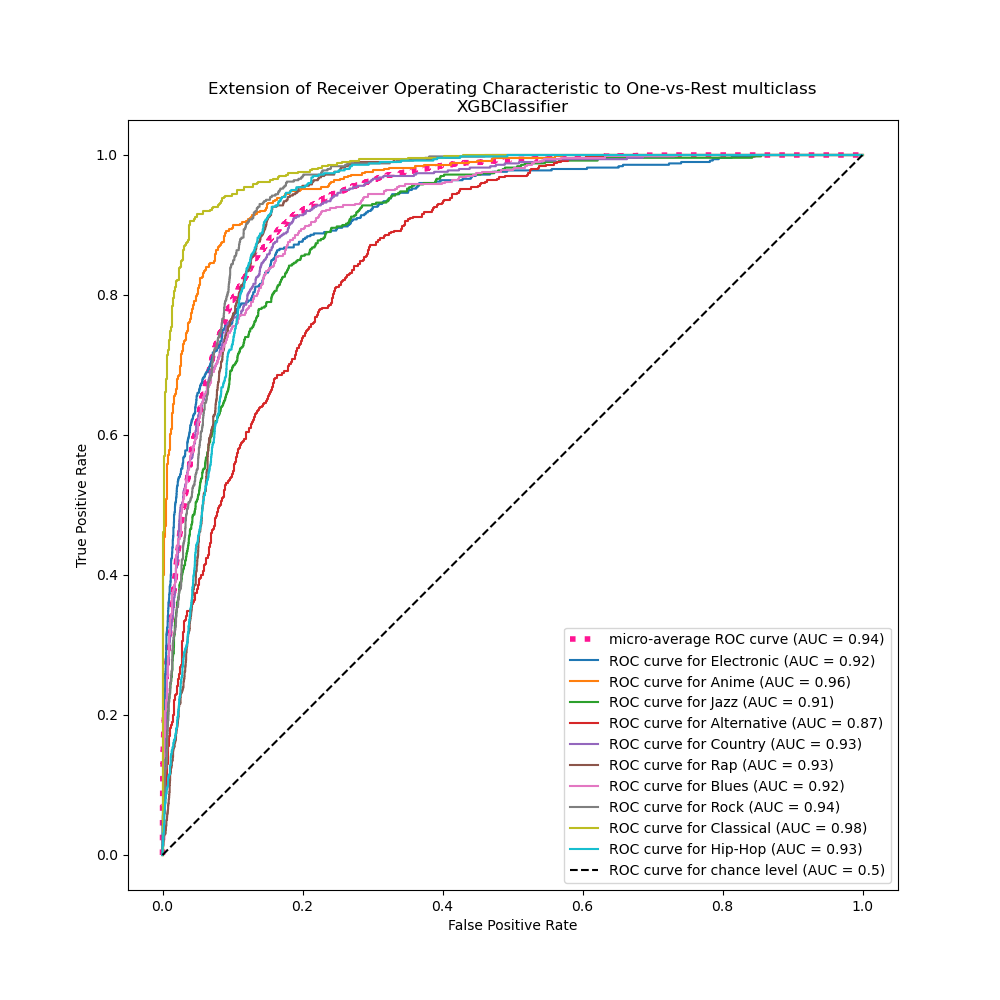 Extension of Receiver Operating Characteristic to One-vs-Rest multiclass
XGBClassifier
True Positive Rate
1.0
0.8
0.6
0.4
0.2
0.0
micro-average ROC curve (AUC = 0.94)
ROC curve for Electronic (AUC = 0.92)
ROC curve for Anime (AUC = 0.96)
ROC curve for Jazz (AUC = 0.91)
ROC curve for Alternative (AUC = 0.87)
ROC curve for Country (AUC = 0.93)
ROC curve for Rap (AUC = 0.93)
ROC curve for Blues (AUC = 0.92)
ROC curve for Rock (AUC = 0.94)
ROC curve for Classical (AUC = 0.98)
ROC curve for Hip-Hop (AUC = 0.93)
ROC curve for chance level (AUC = 0.5)
0.0 0.2 0.4 0.6 0.8 1.0
False Positive Rate